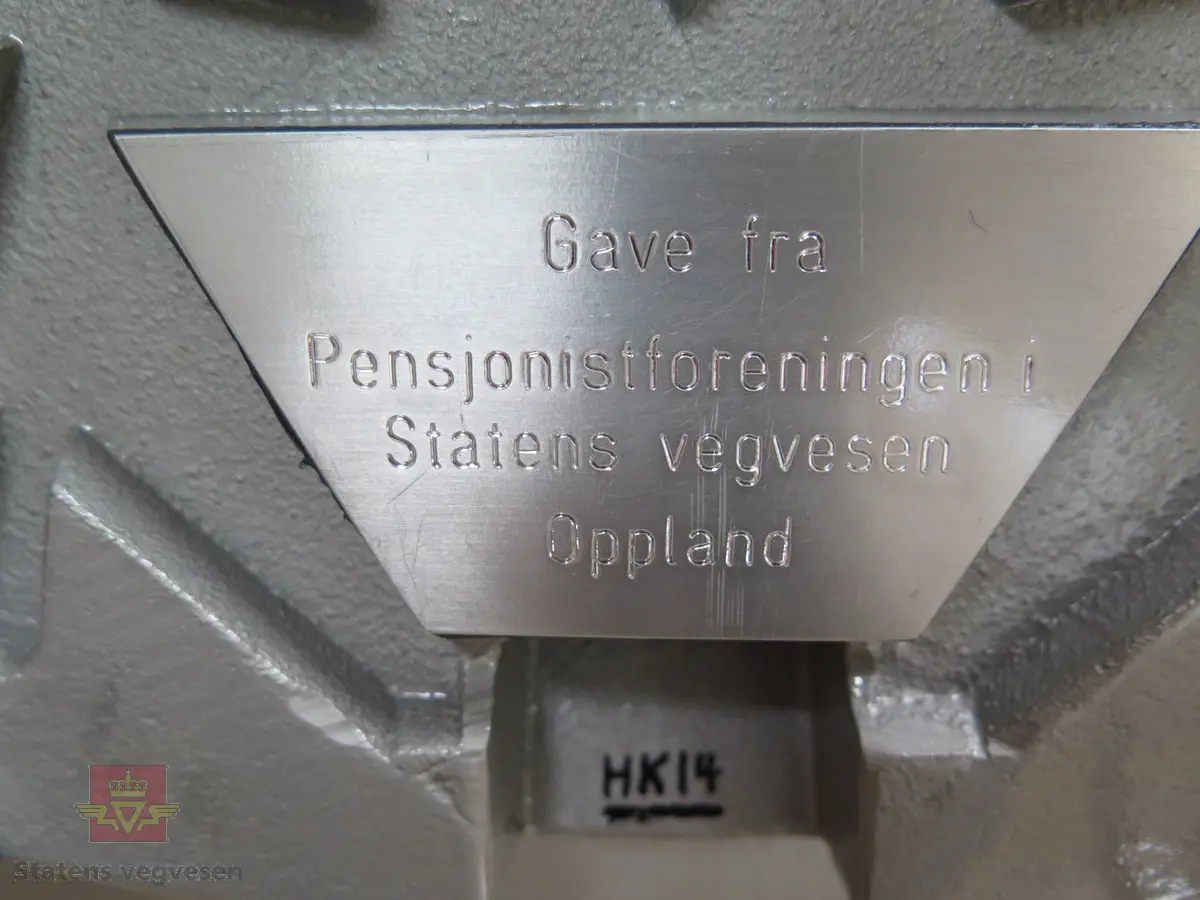 Gave fra
Pensjonistforeningen i
Statens vegvesen
Oppland
HK14
Statens vegvesen